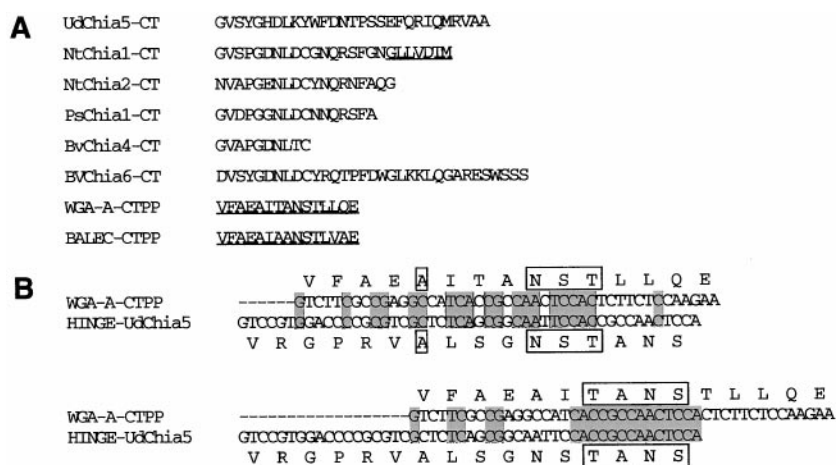 A
UdChia5-CT GVSYGHDLKYWFDNTPSSEFQRIQMRVAA
NtChia1-CT GVSPGDNLDCGNQRSFGNGLLVDIM
NtChia2-CT NVAPGENLDCYNQRNFAQG
PsChia1-CT GVDPGGNLDCNNQRSFA
BvChia4-CT GVAPGDNLTC
BVChia6-CT DVSYGDNLDCYRQTPFDWGLKKLQGARESWSSS
WGA-A-CTPP VFAEAITANSTLLQE
BALEC-CTPP VFAEAIAANSTLVAE
B
V F A E A I T A N S T L L Q E
WGA-A-CTPP ------GTCTTCGCCGAGGCCATCACCGCCAACTCCACTCTTCTCCAAGAA
HINGE-UdChia5 GTCCGTGGACCCCGCGTCGCTCTCAGCGGCAATTCCACCGCCAACTCCA
V R G P R V A L S G N S T A N S
V F A E A I T A N S T L L Q E
WGA-A-CTPP ------------------GTCTTCGCCGAGGCCATCACCGCCAACTCCACTCTTCTCCAAGAA
HINGE-UdChia5 GTCCGTGGACCCCGCGTCGCTCTCAGCGGCAATTCCACCGCCAACTCCA
V R G P R V A L S G N S T A N S